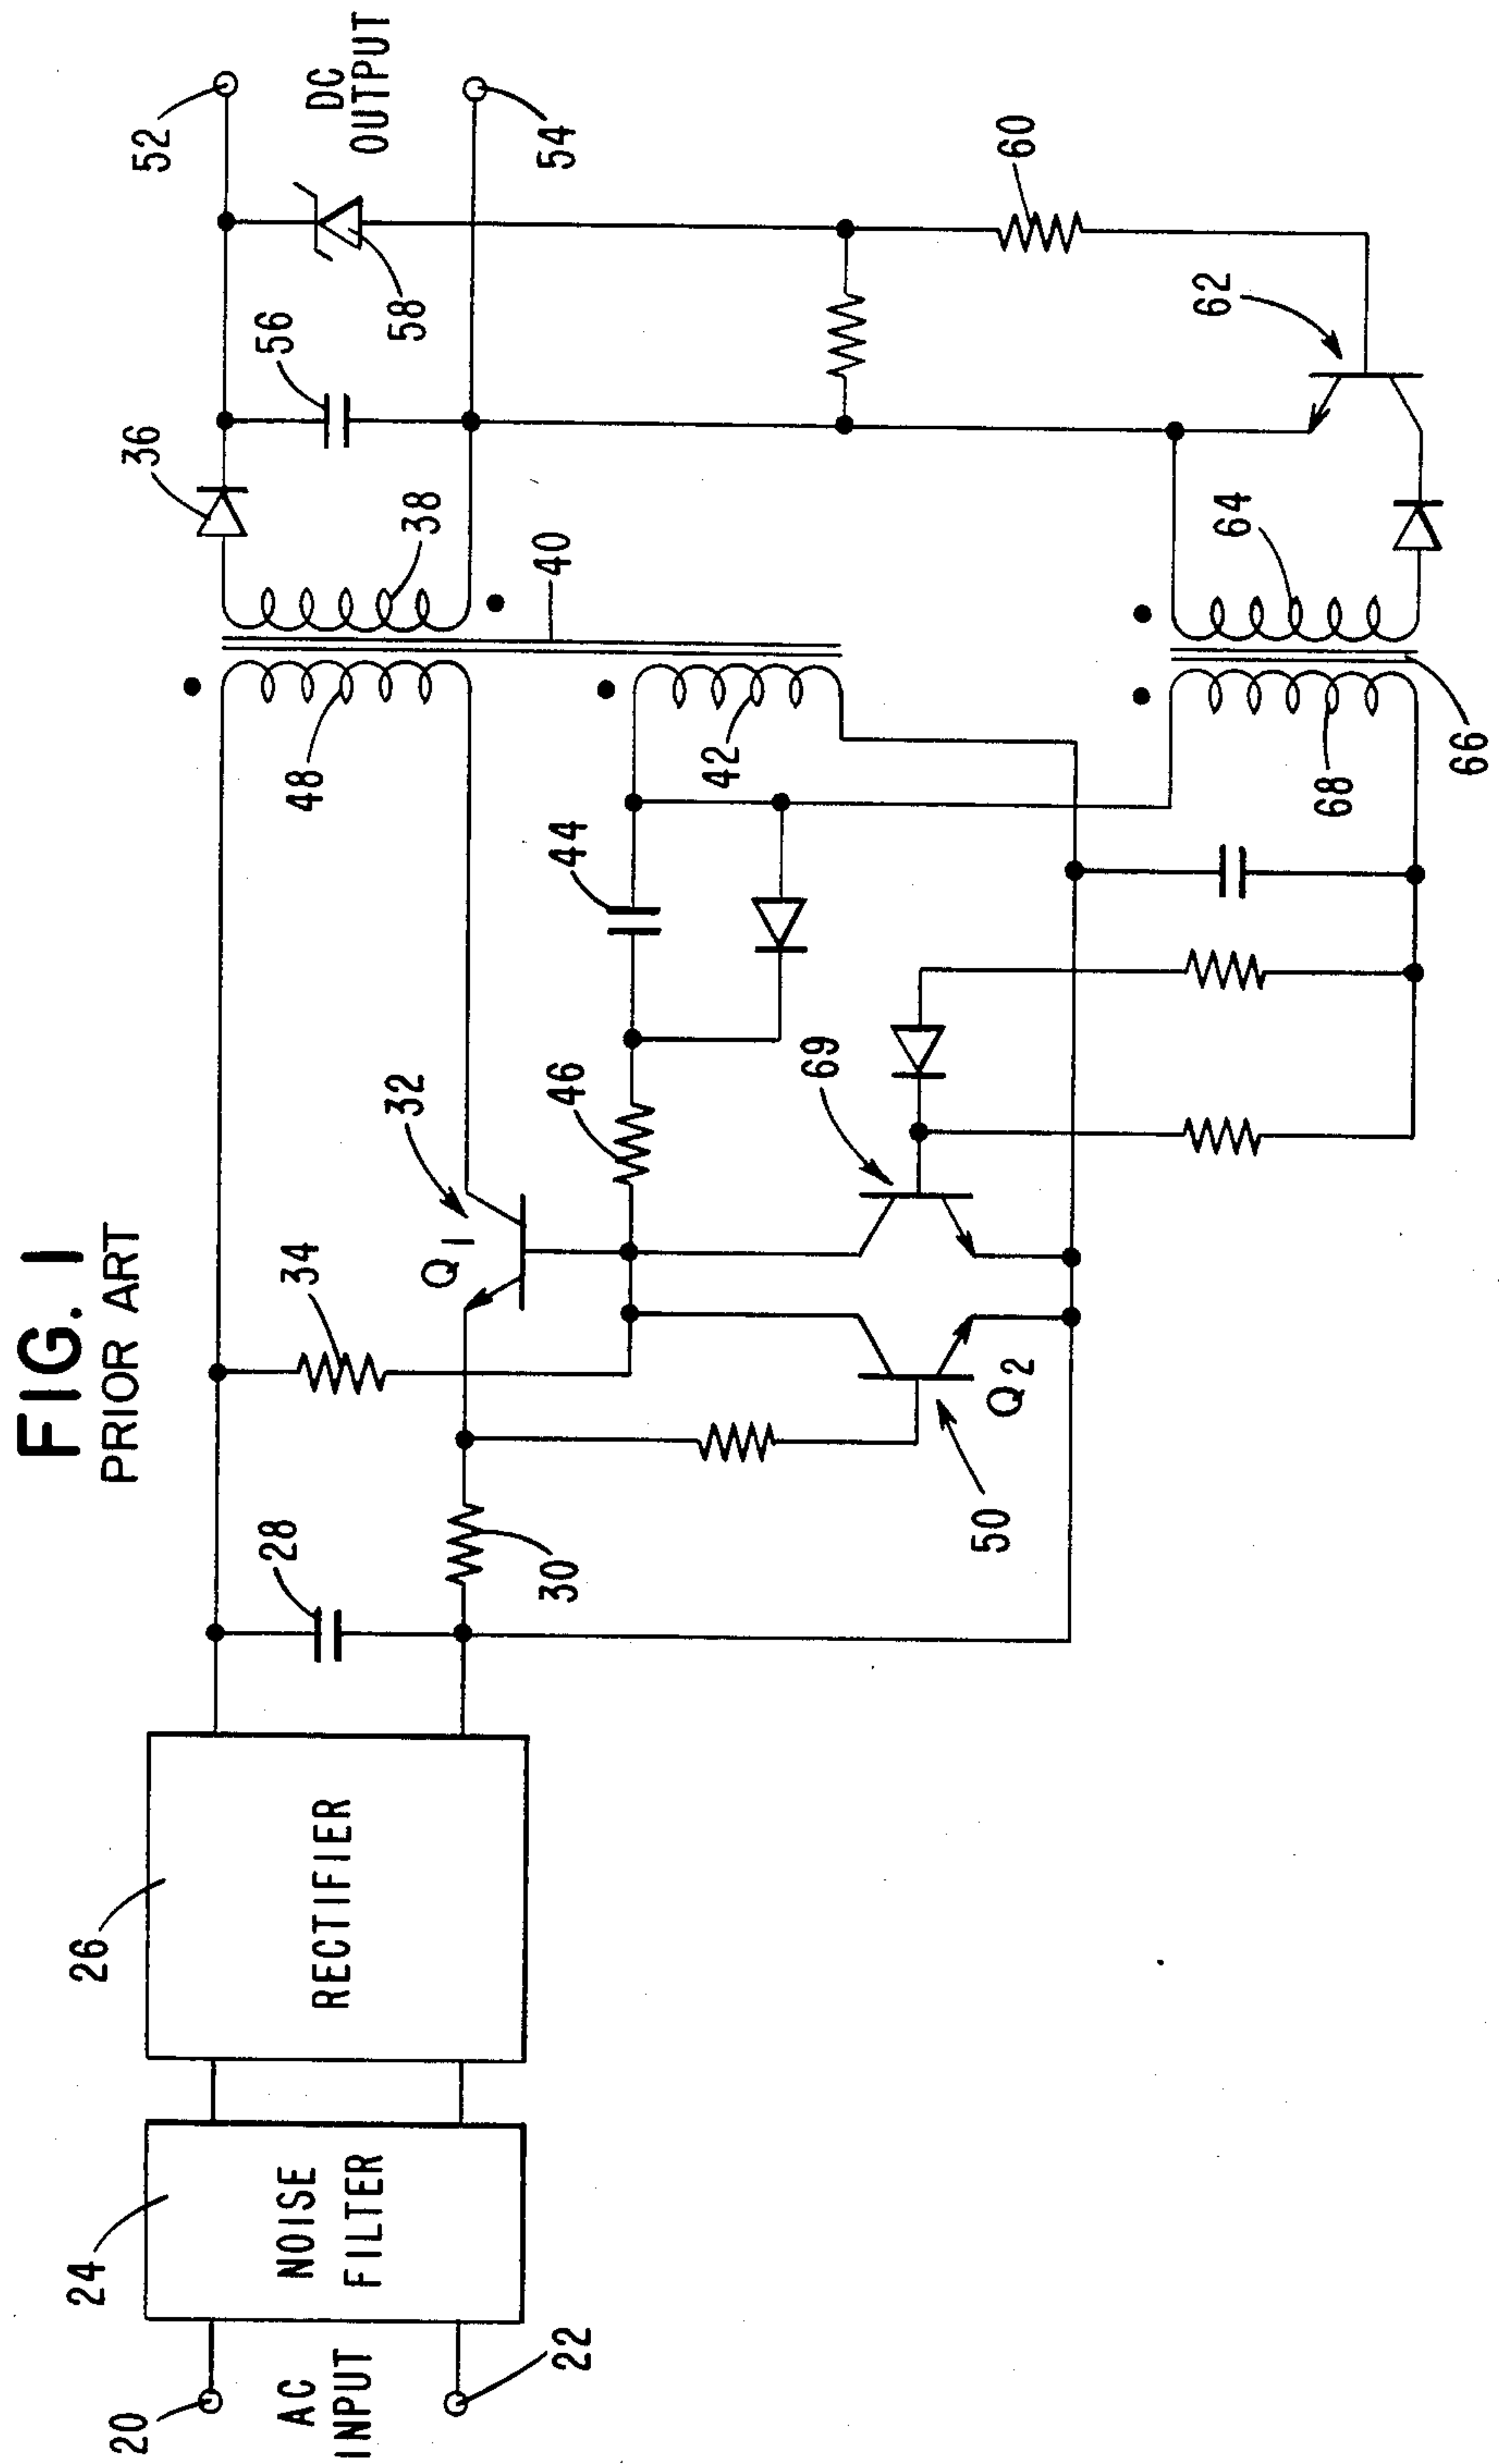 FIG. 1
PRIOR ART
AC
INPUT
20
22
24
NOISE
FILTER
26
RECTIFIER
28
30
34
32
Q1
50
Q2
69
46
44
42
48
40
38
36
56
58
52
54
DC
OUTPUT
60
62
64
66
68